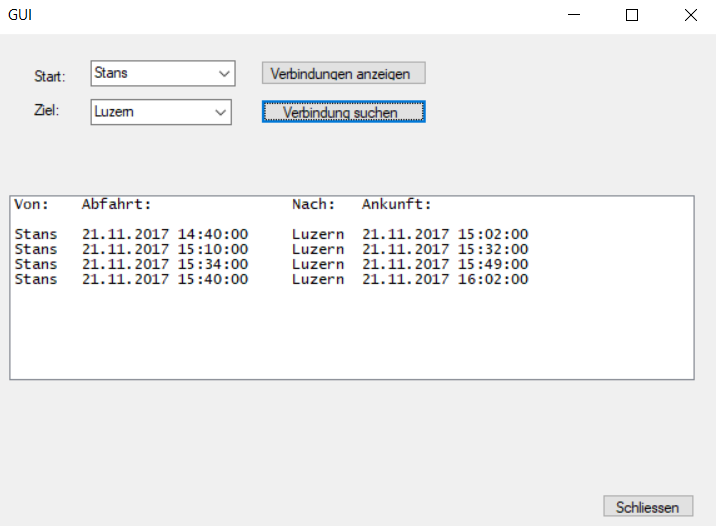 GUI
Start: Stans Verbindungen anzeigen
Ziel: Luzern Verbindung suchen
Von: Abfahrt: Nach: Ankunft:
Stans 21.11.2017 14:40:00 Luzern 21.11.2017 15:02:00
Stans 21.11.2017 15:10:00 Luzern 21.11.2017 15:32:00
Stans 21.11.2017 15:34:00 Luzern 21.11.2017 15:49:00
Stans 21.11.2017 15:40:00 Luzern 21.11.2017 16:02:00
Schliessen